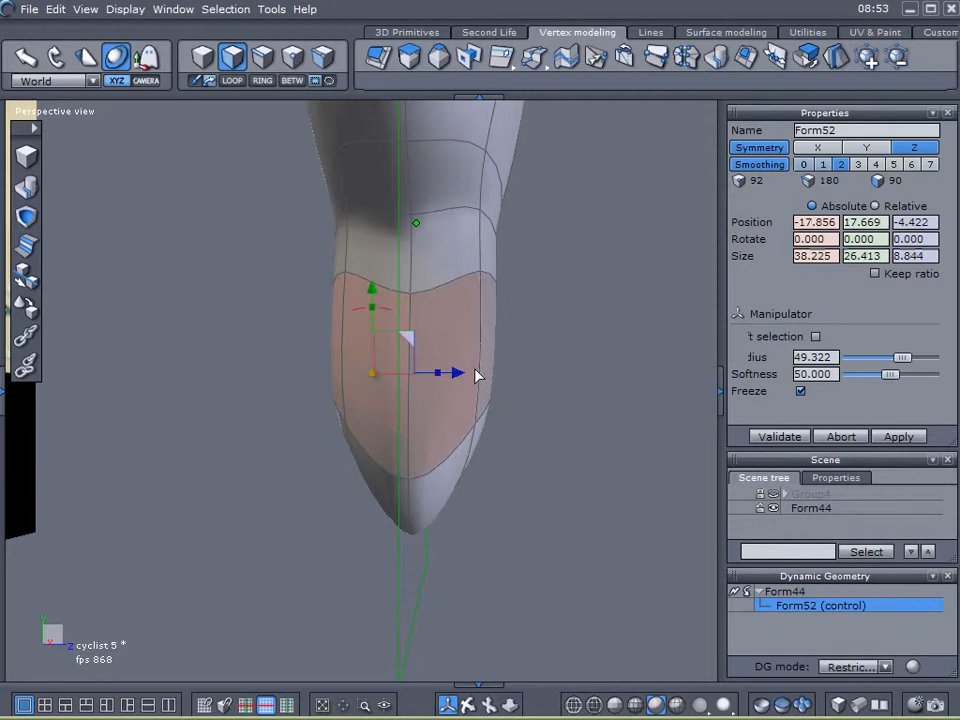 File Edit View Display Window Selection Tools Help 08:53
3D Primitives Second Life Vertex modeling Lines Surface modeling Utilities UV & Paint Custom
World XYZ CAMERA LOOP RING BETW
Perspective view
Properties
Name Form52
Symmetry X Y Z
Smoothing 0 1 2 3 4 5 6 7
92 180 90
Absolute Relative
Position -17.856 17.669 -4.422
Rotate 0.000 0.000 0.000
Size 38.225 26.413 8.844
Keep ratio
Manipulator
t selection
dius 49.322
Softness 50.000
Freeze
Validate Abort Apply
Scene
Scene tree Properties
Group4
Form44
Select
Dynamic Geometry
Form44
Form52 (control)
DG mode: Restric...
Y
X Z cyclist 5 *
fps 868